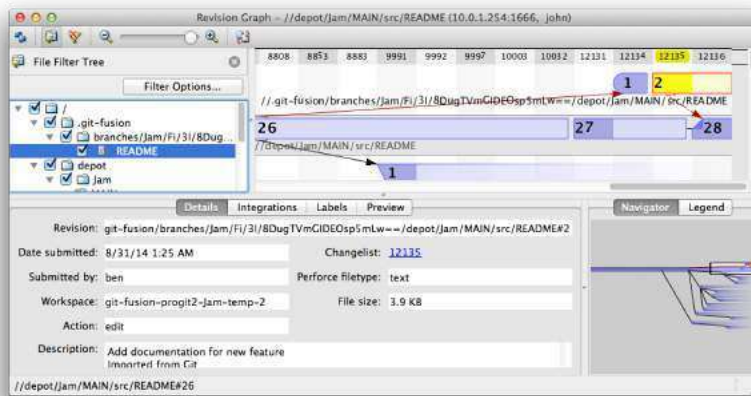 Revision Graph – //depot/Jam/MAIN/src/README (10.0.1.254:1666, john)
File Filter Tree
Filter Options...
/
.git-fusion
branches/Jam/Fi/3I/8Dug...
README
depot
Jam
8808 8853 8883 9991 9992 9997 10003 10032 12131 12134 12135 12136
1 2
//.git-fusion/branches/Jam/Fi/3I/8DugTVmGIDEOsp5mLw==/depot/Jam/MAIN/src/README
26 27 28
//depot/Jam/MAIN/src/README
1
Details Integrations Labels Preview
Revision: git-fusion/branches/Jam/Fi/3I/8DugTVmGIDEOsp5mLw==/depot/Jam/MAIN/src/README#2
Date submitted: 8/31/14 1:25 AM Changelist: 12135
Submitted by: ben Perforce filetype: text
Workspace: git-fusion-progit2-Jam-temp-2 File size: 3.9 KB
Action: edit
Description: Add documentation for new feature
Imported from Git
Navigator Legend
//depot/Jam/MAIN/src/README#26